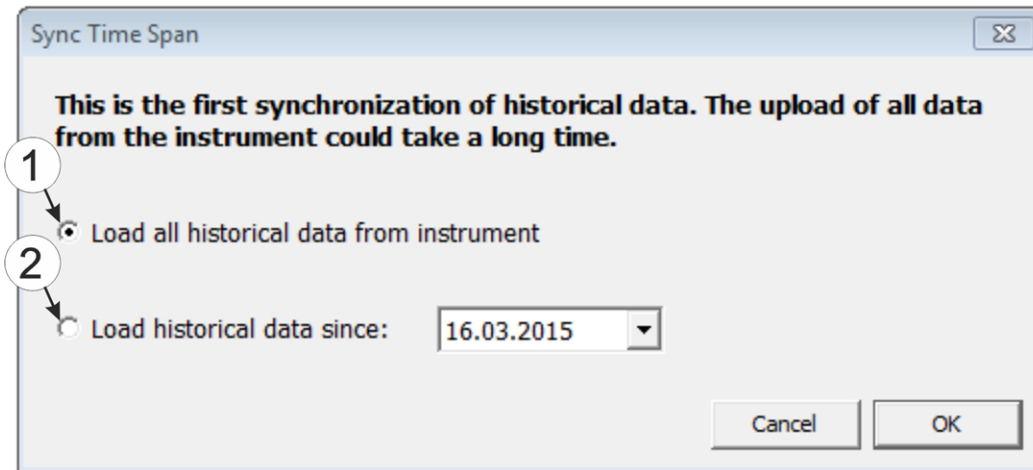 Sync Time Span
This is the first synchronization of historical data. The upload of all data
from the instrument could take a long time.
1
Load all historical data from instrument
2
Load historical data since: 16.03.2015
Cancel OK